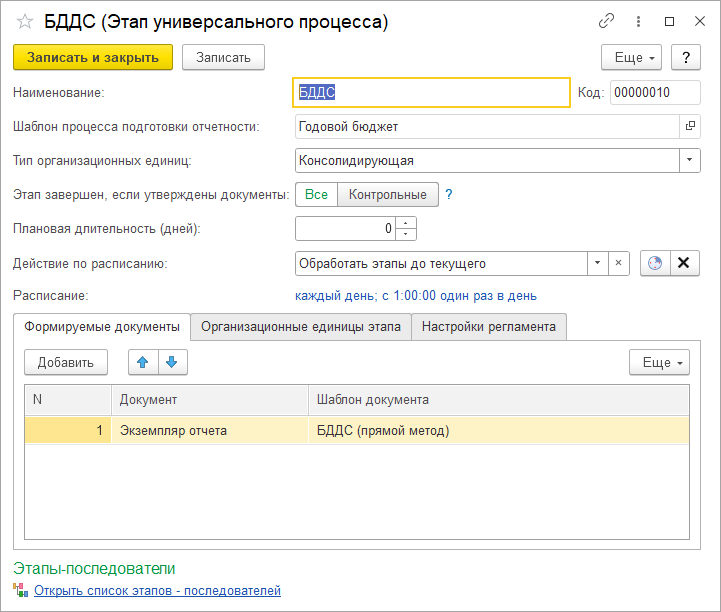 БДДС (Этап универсального процесса)
Записать и закрыть Записать Еще ?
Наименование: БДДС Код: 00000010
Шаблон процесса подготовки отчетности: Годовой бюджет
Тип организационных единиц: Консолидирующая
Этап завершен, если утверждены документы: Все Контрольные ?
Плановая длительность (дней): 0
Действие по расписанию: Обработать этапы до текущего
Расписание: каждый день; с 1:00:00 один раз в день
Формируемые документы Организационные единицы этапа Настройки регламента
Добавить Еще
N Документ Шаблон документа
1 Экземпляр отчета БДДС (прямой метод)
Этапы-последователи
Открыть список этапов - последователей